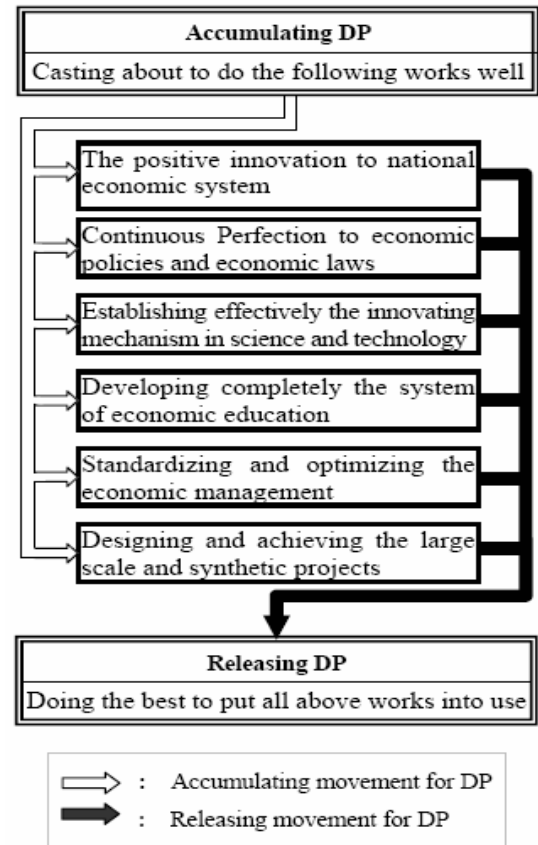 Accumulating DP
Casting about to do the following works well
The positive innovation to national
economic system
Continuous Perfection to economic
policies and economic laws
Establishing effectively the innovating
mechanism in science and technology
Developing completely the system
of economic education
Standardizing and optimizing the
economic management
Designing and achieving the large
scale and synthetic projects
Releasing DP
Doing the best to put all above works into use
: Accumulating movement for DP
: Releasing movement for DP